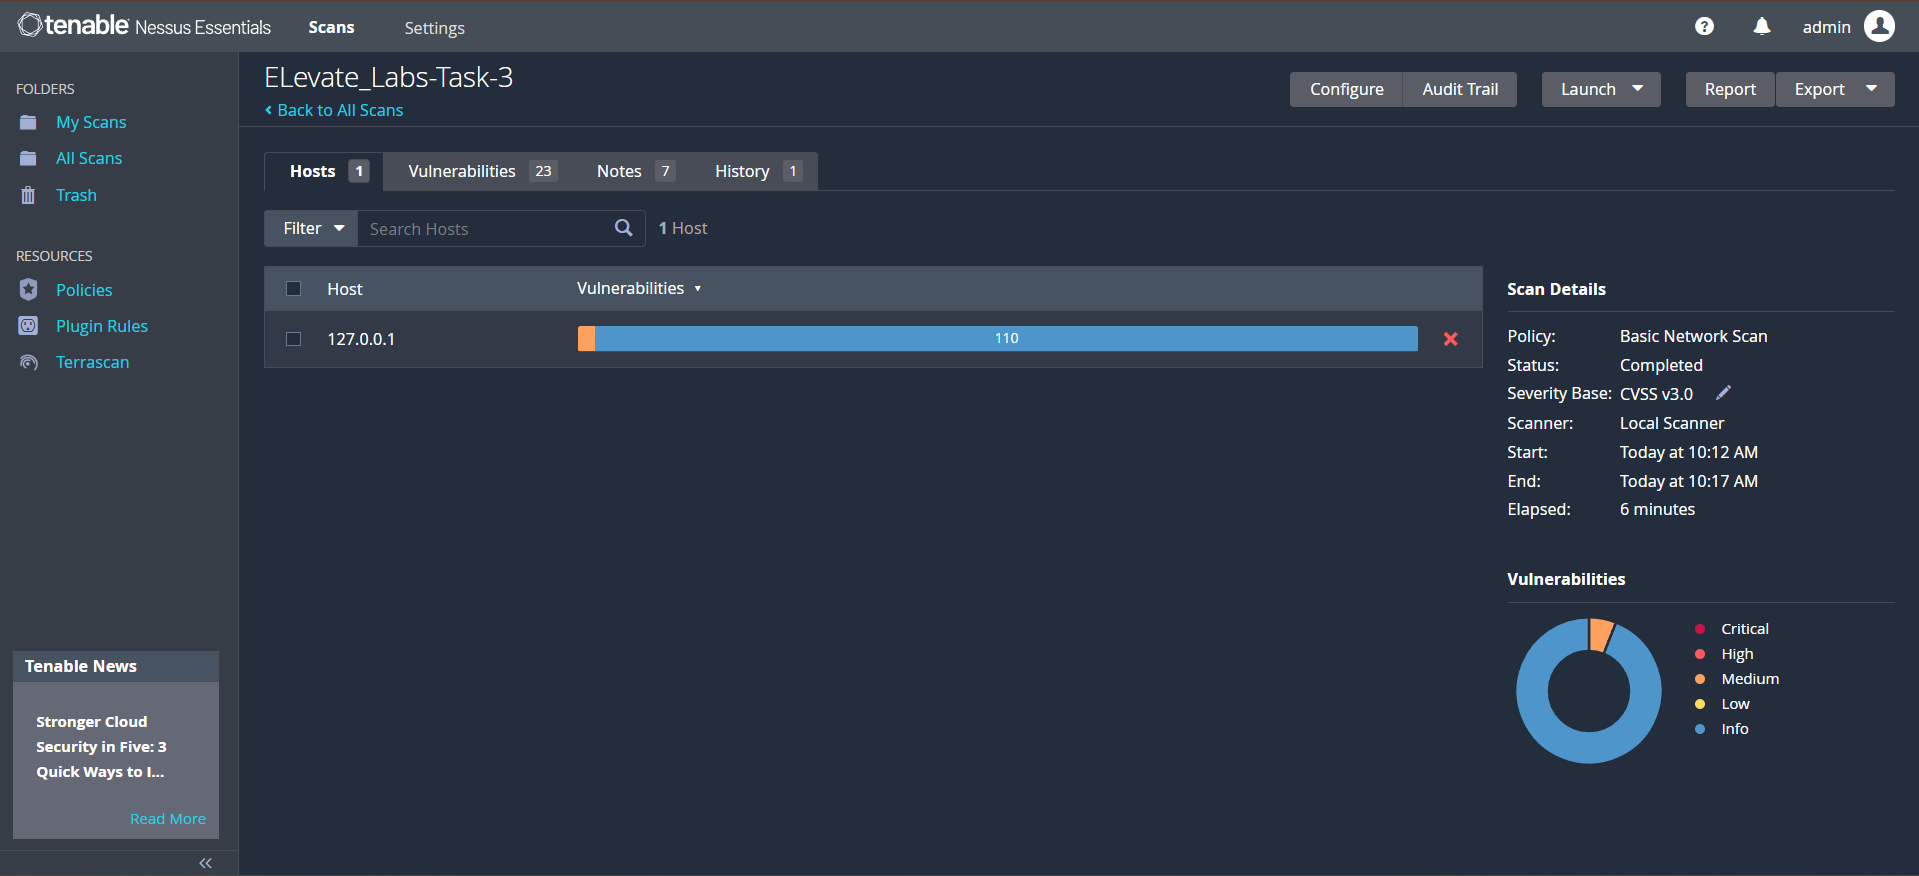 tenable Nessus Essentials
Scans
Settings
?
admin
FOLDERS
My Scans
All Scans
Trash
RESOURCES
Policies
Plugin Rules
Terrascan
Tenable News
Stronger Cloud
Security in Five: 3
Quick Ways to I...
Read More
ELevate_Labs-Task-3
Back to All Scans
Configure
Audit Trail
Launch
Report
Export
Hosts 1
Vulnerabilities 23
Notes 7
History 1
Filter
Search Hosts
1 Host
Host
Vulnerabilities
127.0.0.1
110
Scan Details
Policy: Basic Network Scan
Status: Completed
Severity Base: CVSS v3.0
Scanner: Local Scanner
Start: Today at 10:12 AM
End: Today at 10:17 AM
Elapsed: 6 minutes
Vulnerabilities
Critical
High
Medium
Low
Info